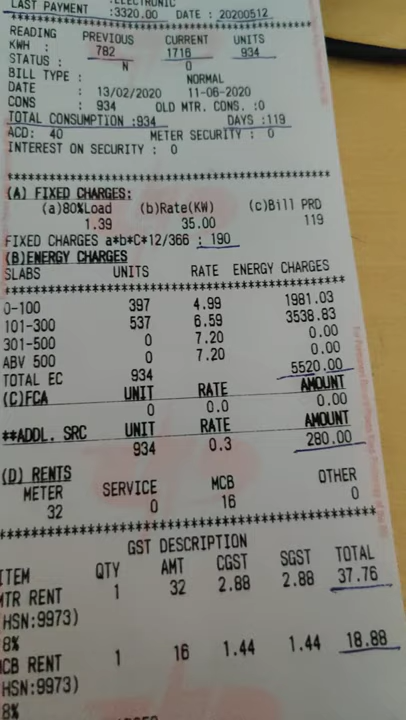 ELECTRONIC
LAST PAYMENT :3320.00 DATE : 20200512
READING PREVIOUS CURRENT UNITS
KWH : 782 1716 934
STATUS : N 0
BILL TYPE : NORMAL
DATE : 13/02/2020 11-06-2020
CONS : 934 OLD MTR. CONS. :0
TOTAL CONSUMPTION :934 DAYS :119
ACD: 40 METER SECURITY : 0
INTEREST ON SECURITY : 0
(A) FIXED CHARGES:
(a)80%Load (b)Rate(KW) (c)Bill PRD
1.39 35.00 119
FIXED CHARGES a*b*C*12/366 : 190
(B)ENERGY CHARGES
SLABS UNITS RATE ENERGY CHARGES
0-100 397 4.99 1981.03
101-300 537 6.59 3538.83
301-500 0 7.20 0.00
ABV 500 0 7.20 0.00
TOTAL EC 934 5520.00
(C)FCA UNIT RATE AMOUNT
0 0.0 0.00
**ADDL. SRC UNIT RATE AMOUNT
934 0.3 280.00
(D) RENTS
METER SERVICE MCB OTHER
32 0 16 0
GST DESCRIPTION
ITEM QTY AMT CGST SGST TOTAL
MTR RENT 1 32 2.88 2.88 37.76
HSN:9973)
8%
MCB RENT 1 16 1.44 1.44 18.88
HSN:9973)
8%